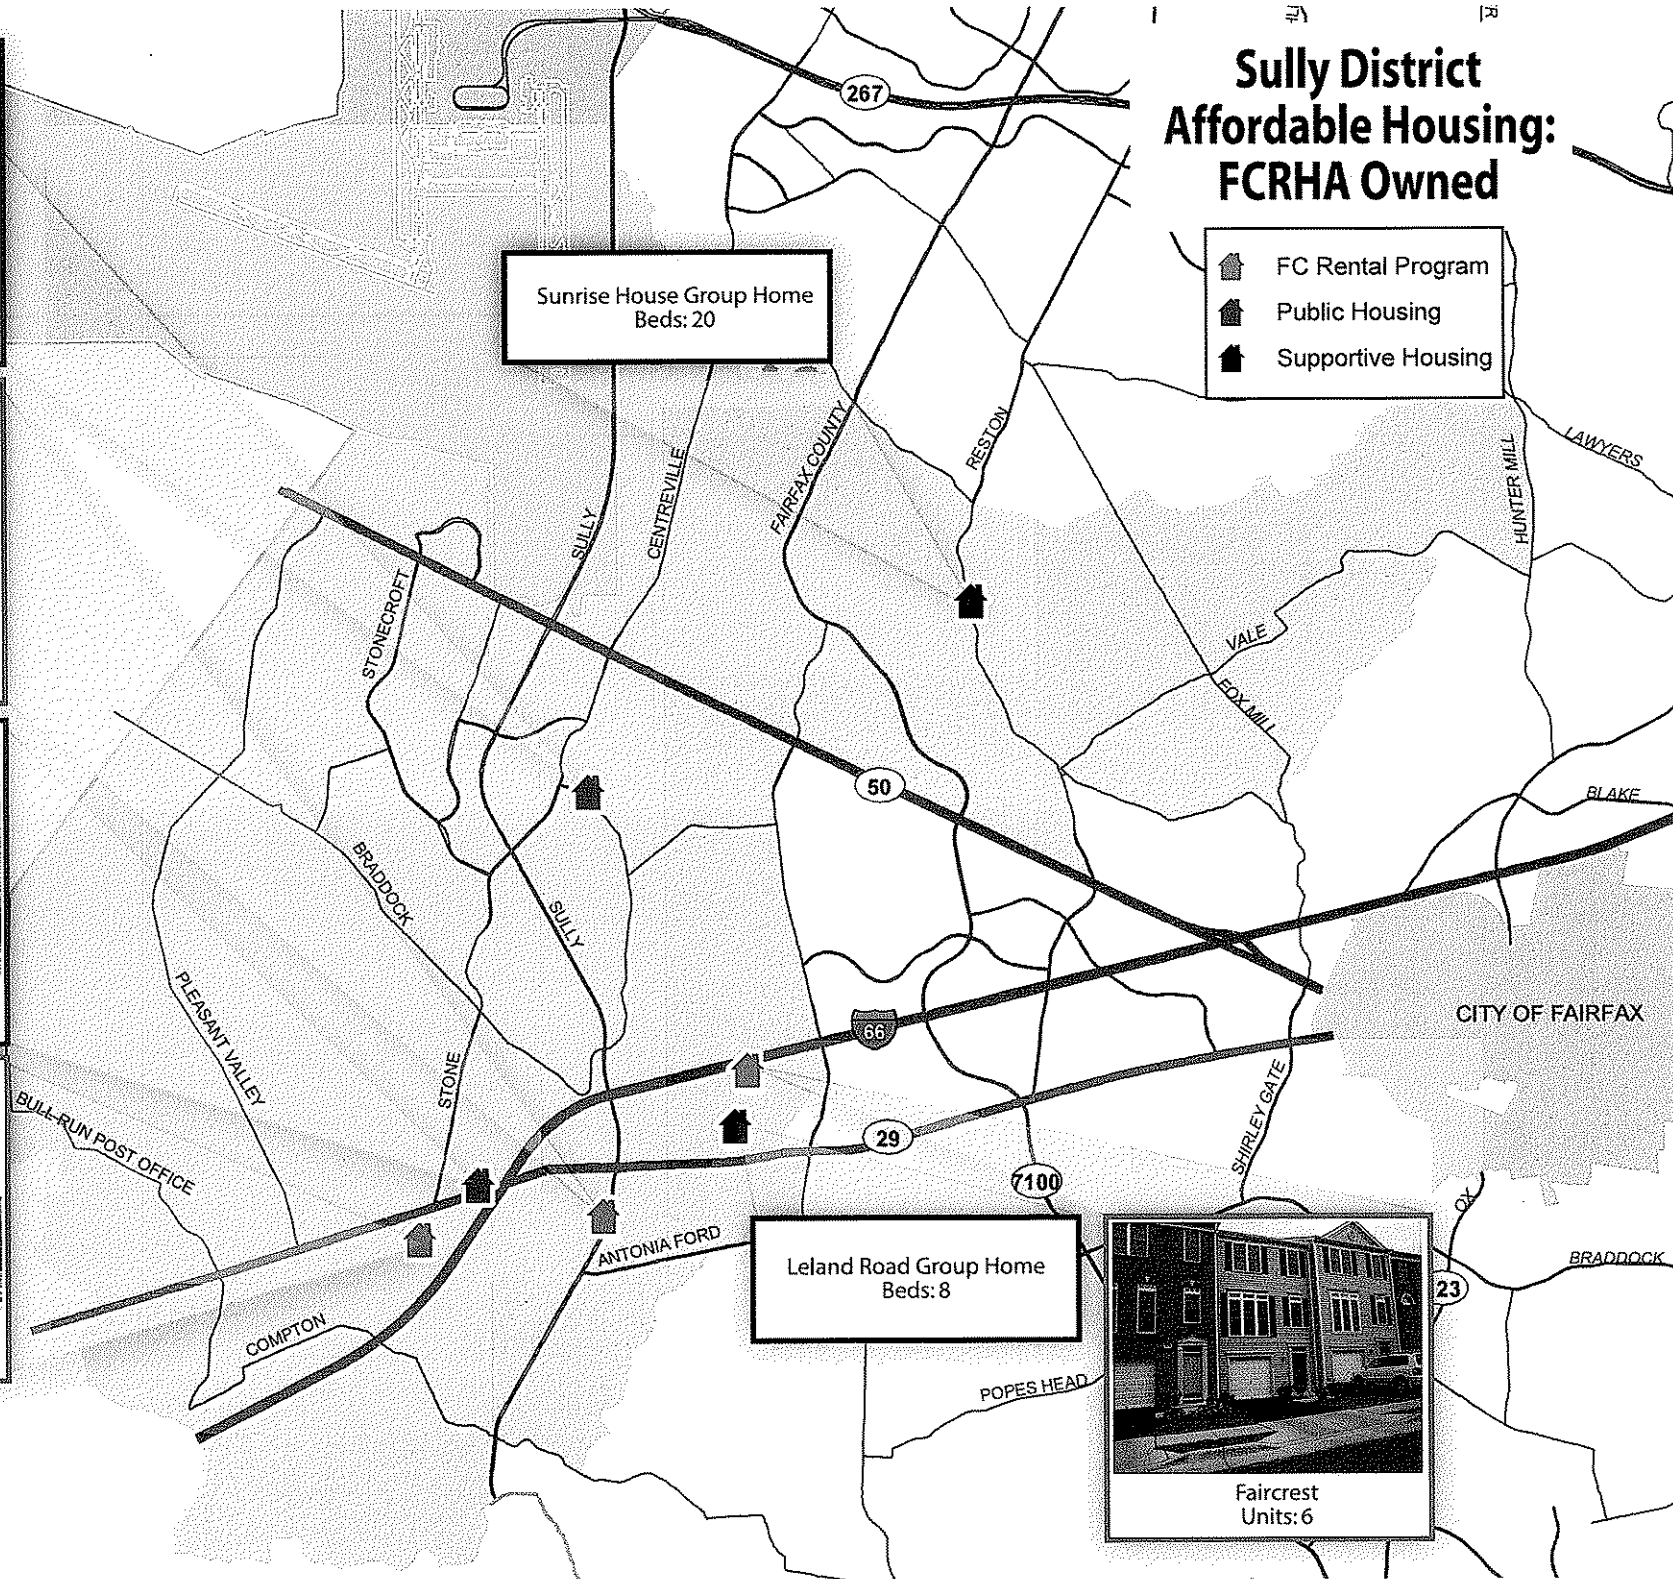 Sully District
Affordable Housing:
FCRHA Owned
FC Rental Program
Public Housing
Supportive Housing
267
Sunrise House Group Home
Beds: 20
FAIRFAX COUNTY
RESTON
HUNTER MILL
LAWYERS
CENTREVILLE
SULLY
STONECROFT
VALE
FOX MILL
50
BLAKE
BRADDOCK
SULLY
PLEASANT VALLEY
STONE
66
CITY OF FAIRFAX
BULL RUN POST OFFICE
29
SHIRLEY GATE
7100
ANTONIA FORD
Leland Road Group Home
Beds: 8
OX
BRADDOCK
23
COMPTON
POPES HEAD
Faircrest
Units: 6